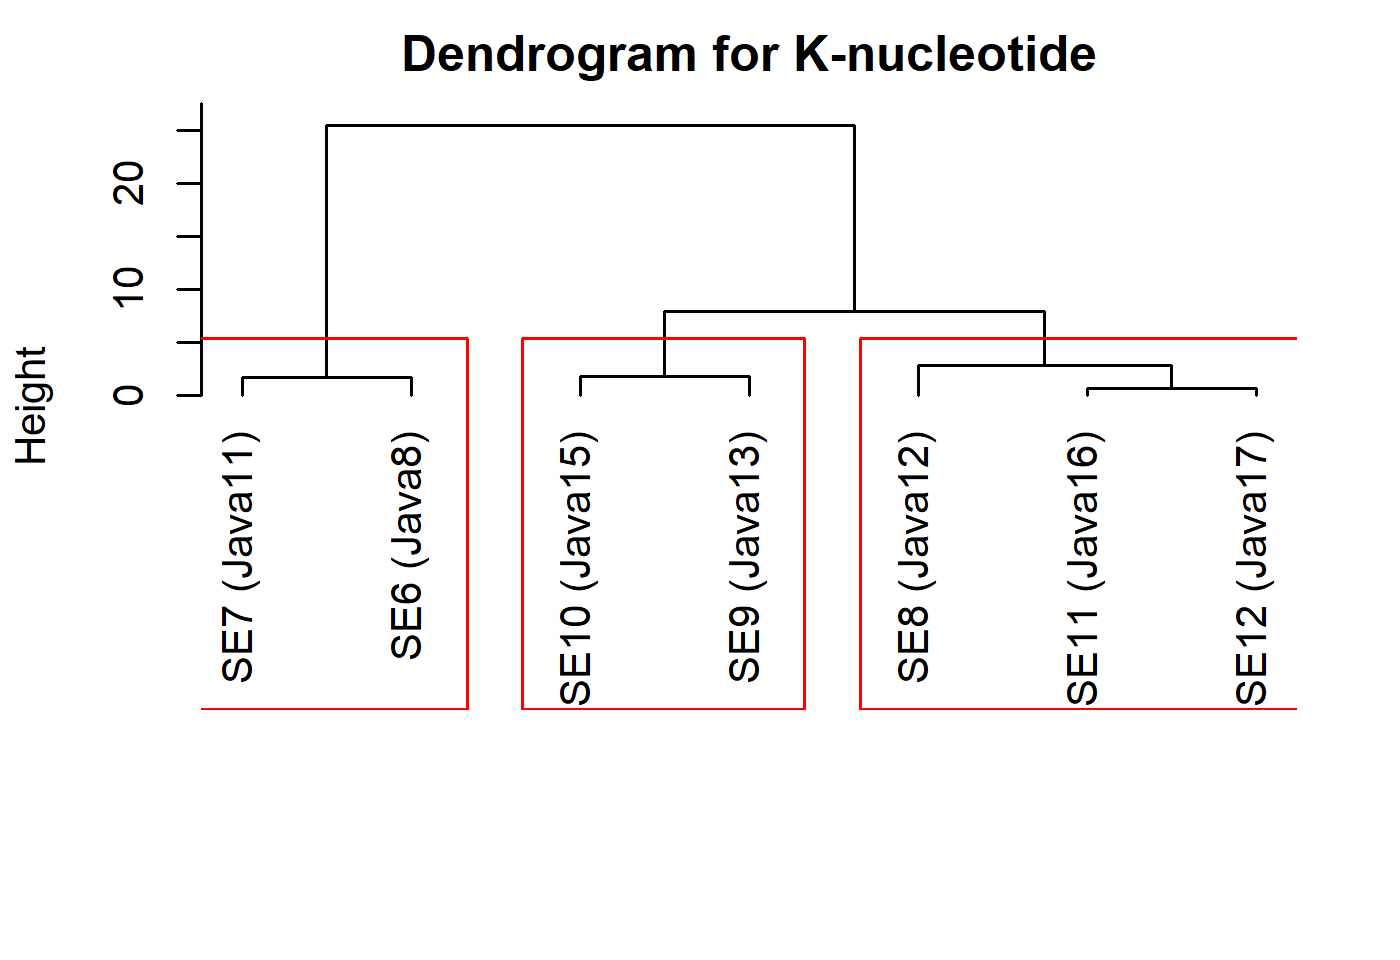 Dendrogram for K-nucleotide
Height
20
10
0
SE7 (Java11)
SE6 (Java8)
SE10 (Java15)
SE9 (Java13)
SE8 (Java12)
SE11 (Java16)
SE12 (Java17)